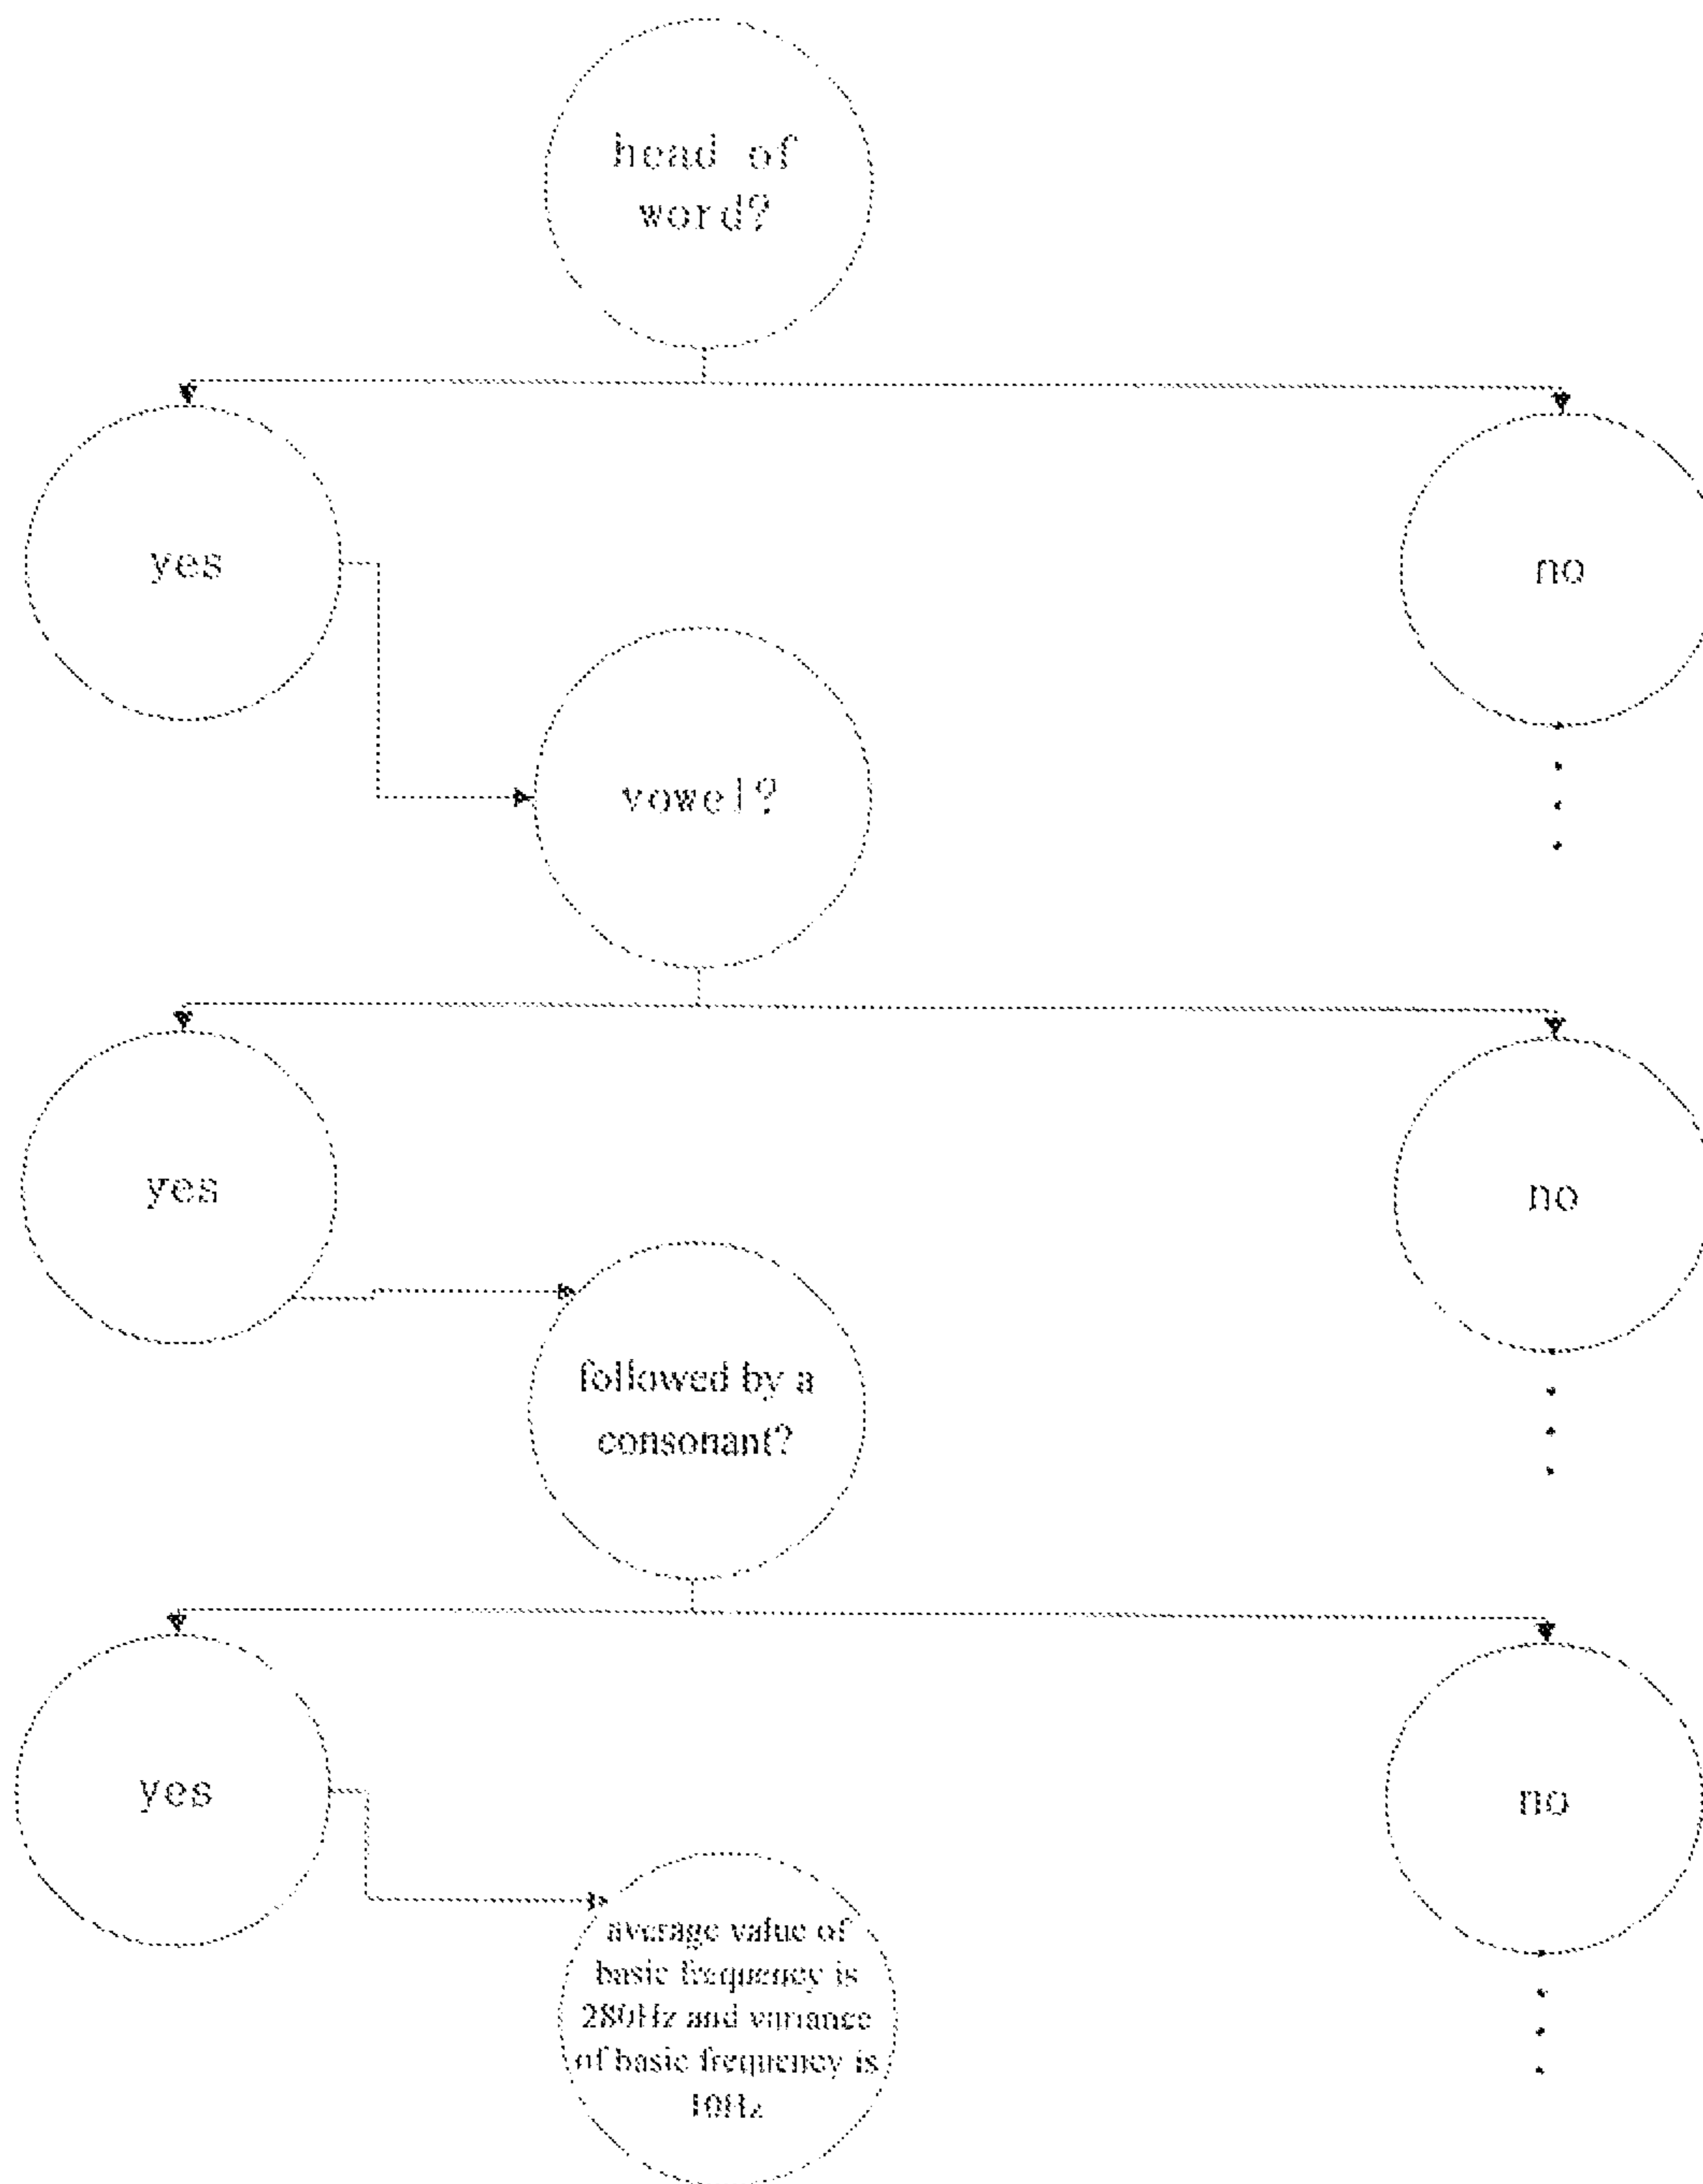 head of
word?
yes
no
vowel?
yes
no
followed by a
consonant?
yes
no
average value of
basic frequency is
280Hz and variance
of basic frequency is
10Hz